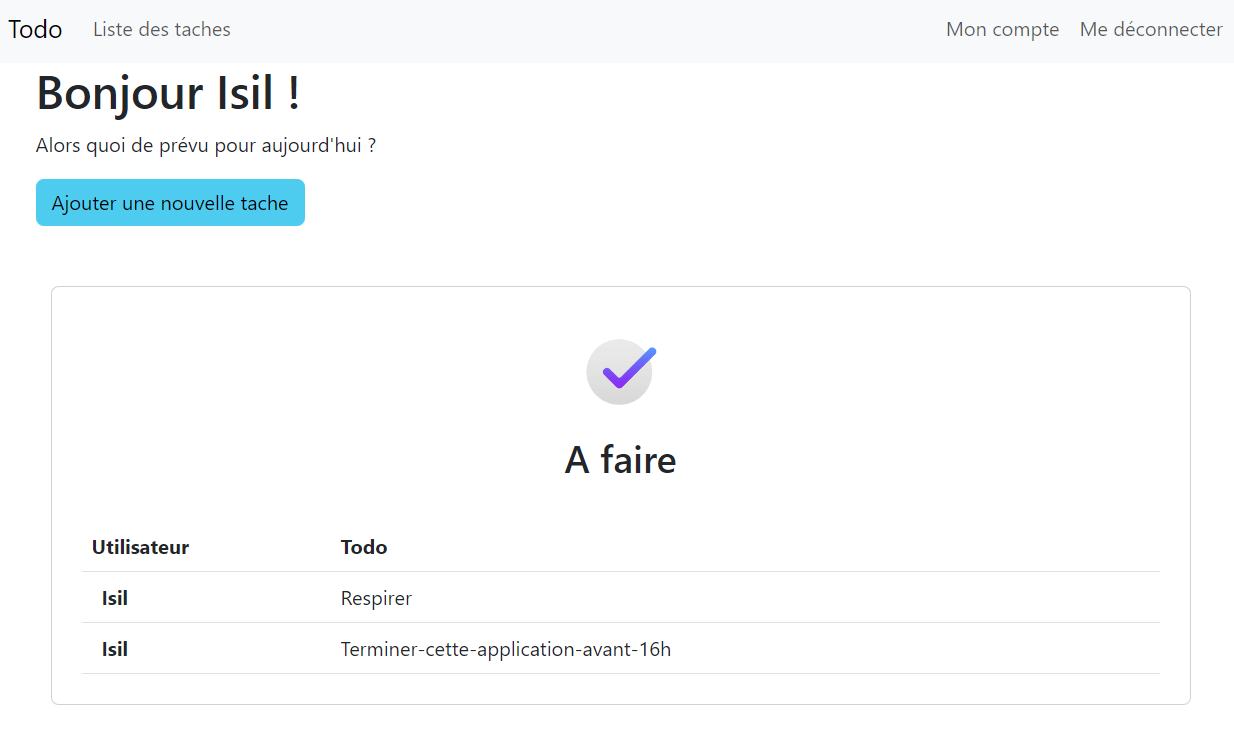 Todo Liste des taches Mon compte Me déconnecter
Bonjour Isil !
Alors quoi de prévu pour aujourd'hui ?
Ajouter une nouvelle tache
A faire
Utilisateur Todo
Isil Respirer
Isil Terminer-cette-application-avant-16h